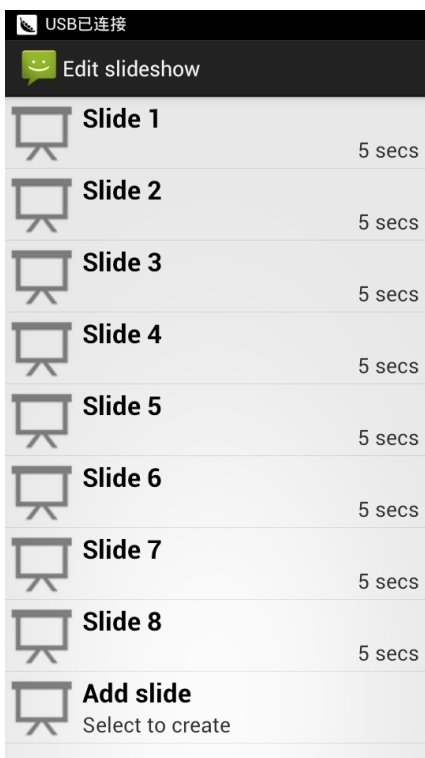 USB已连接
Edit slideshow
Slide 1
5 secs
Slide 2
5 secs
Slide 3
5 secs
Slide 4
5 secs
Slide 5
5 secs
Slide 6
5 secs
Slide 7
5 secs
Slide 8
5 secs
Add slide
Select to create